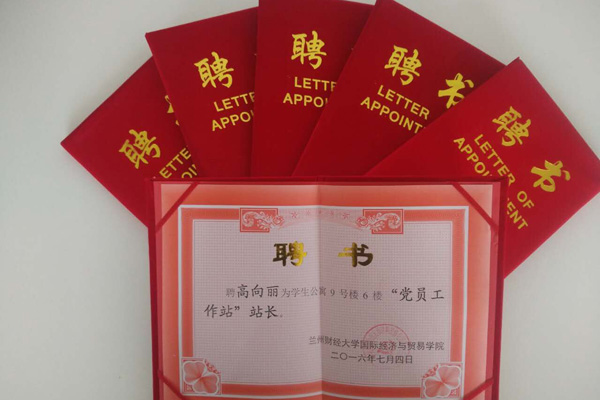 聘
聘
LETTER
聘
LETTER
APPOIN
聘
LETTER
APPOINT
聘书
LETTER
APPOINTMENT
聘书
LETTER OF
APPOINTMENT
聘 书
聘高向丽为学生公寓9号楼6楼“党员工
作站”站长。
兰州财经大学国际经济与贸易学院
二〇一六年七月四日